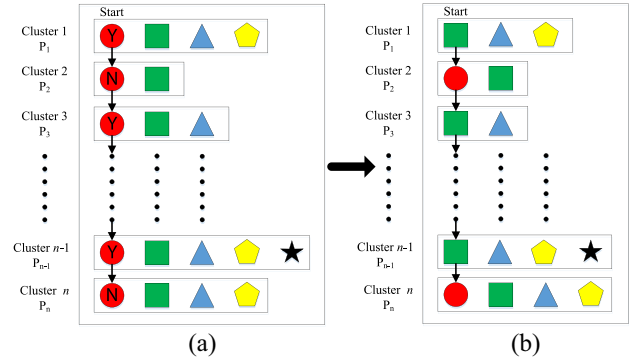 Start
Cluster 1
P1
Y
Cluster 2
P2
N
Cluster 3
P3
Y
Cluster n-1
Pn-1
Y
Cluster n
Pn
N
(a)
Start
Cluster 1
P1
Cluster 2
P2
Cluster 3
P3
Cluster n-1
Pn-1
Cluster n
Pn
(b)